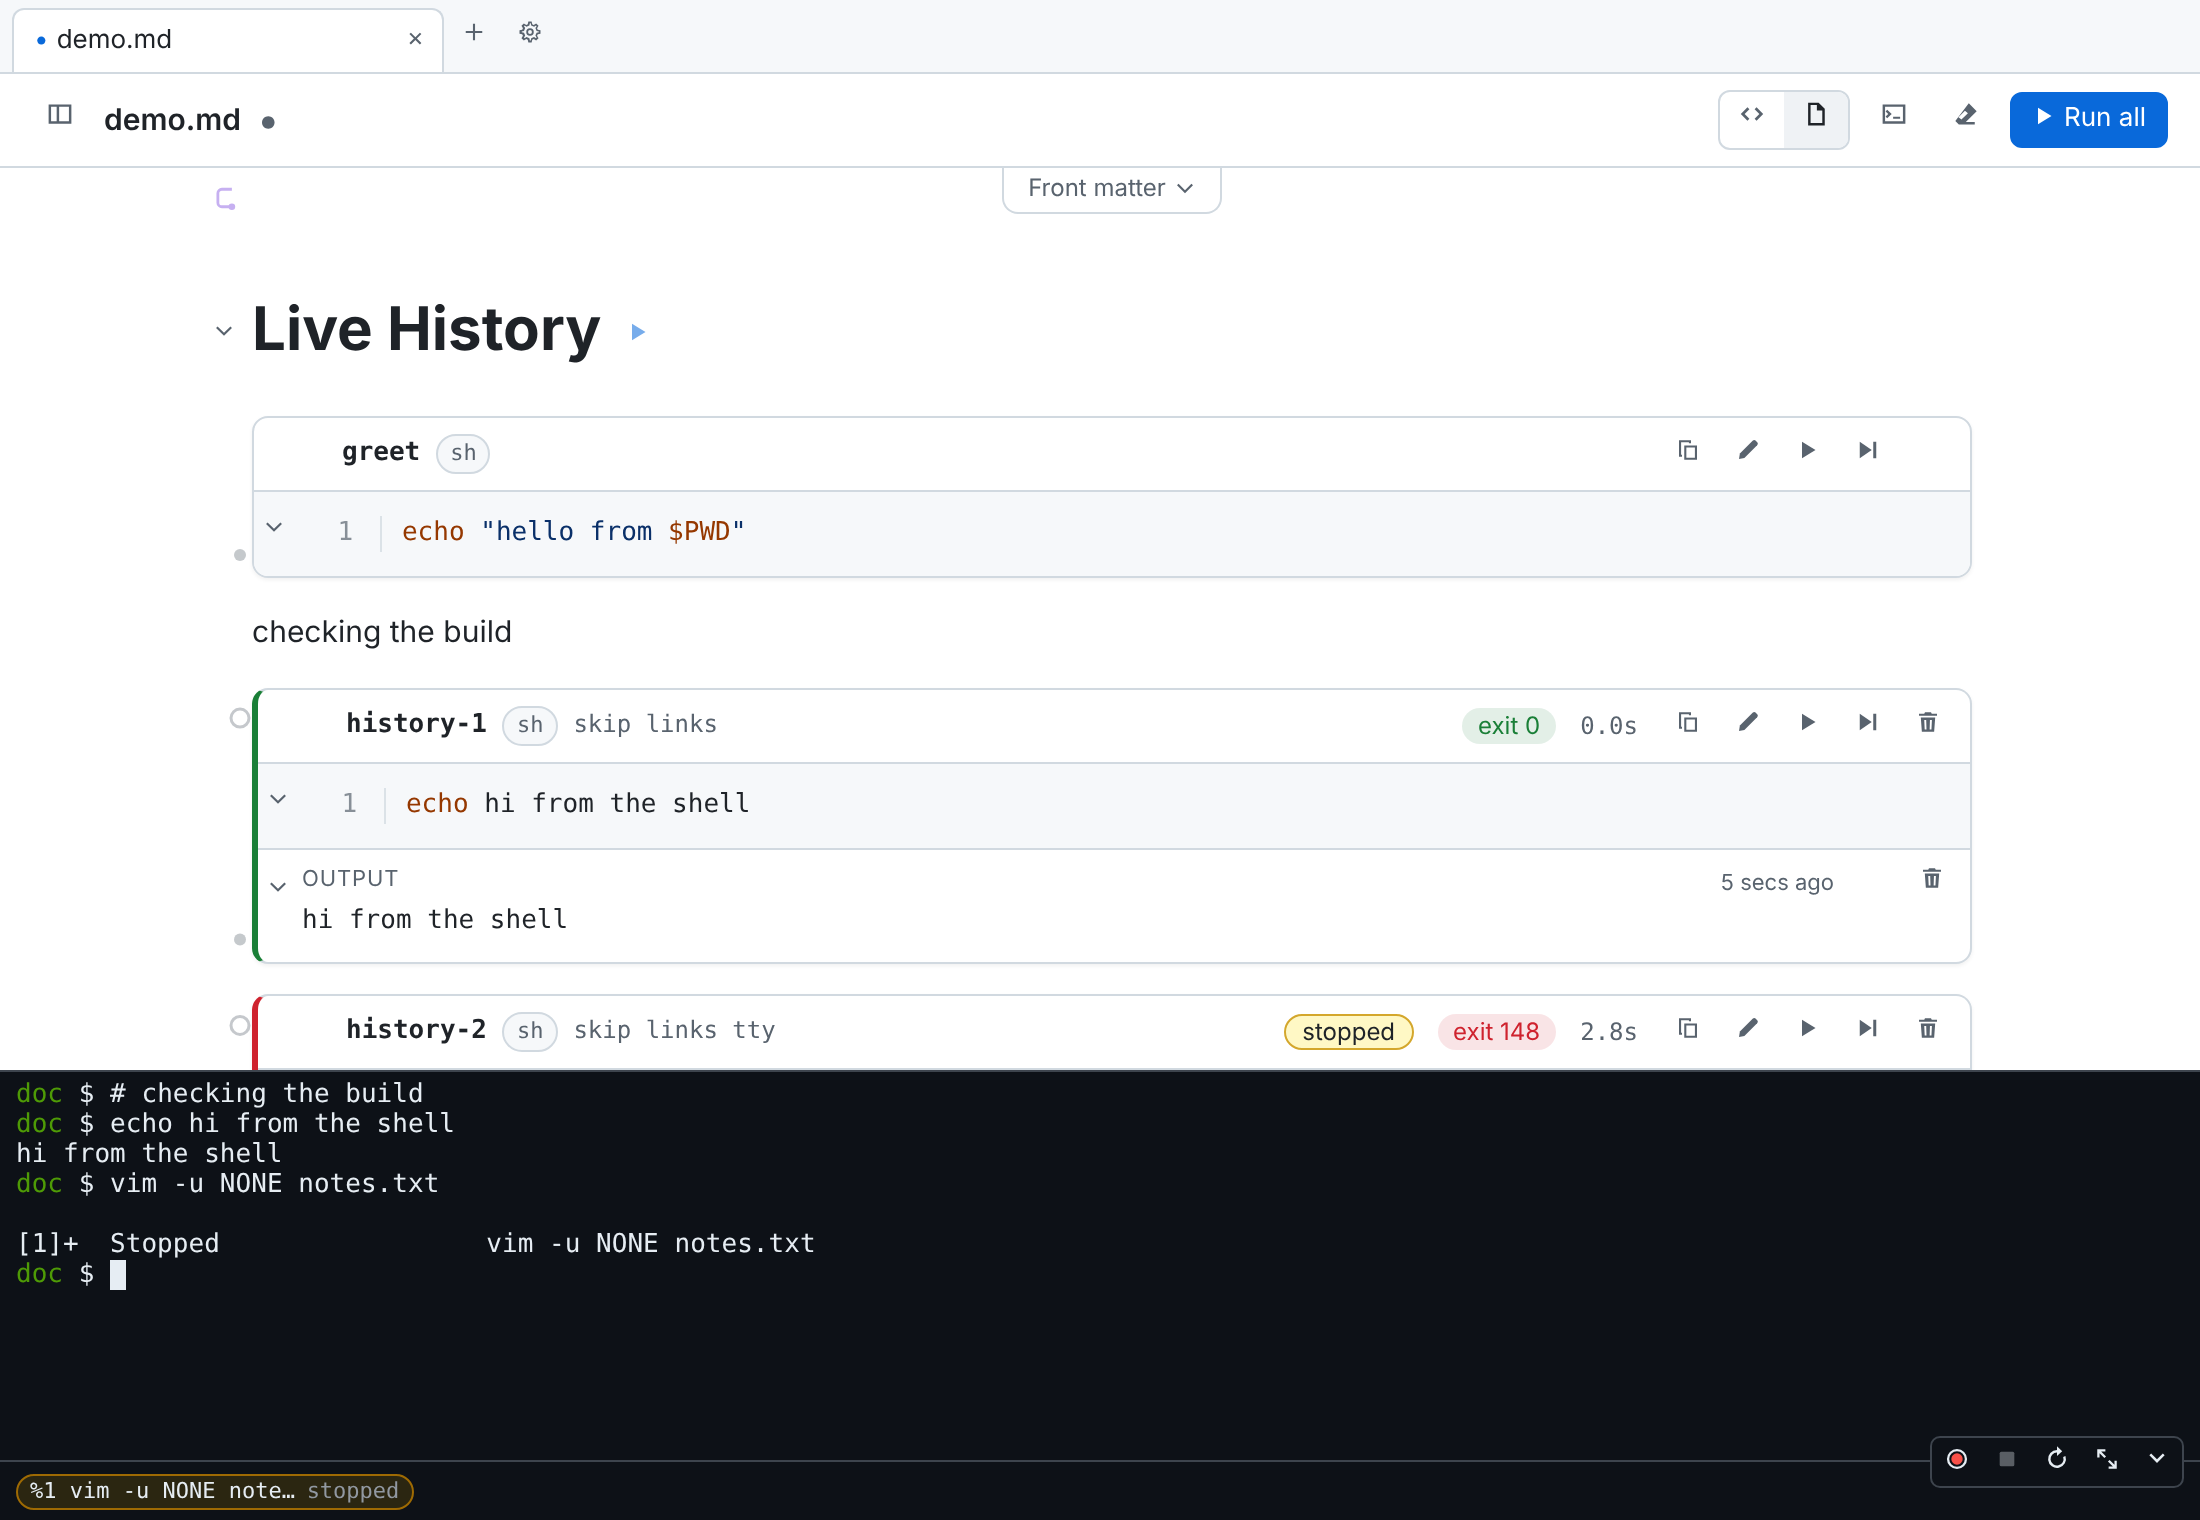 demo.md
demo.md
Run all
Front matter
Live History
greet sh
1 echo "hello from $PWD"
checking the build
history-1 sh skip links exit 0 0.0s
1 echo hi from the shell
OUTPUT 5 secs ago
hi from the shell
history-2 sh skip links tty stopped exit 148 2.8s
doc $ # checking the build
doc $ echo hi from the shell
hi from the shell
doc $ vim -u NONE notes.txt
[1]+  Stopped                 vim -u NONE notes.txt
doc $
%1 vim -u NONE note… stopped